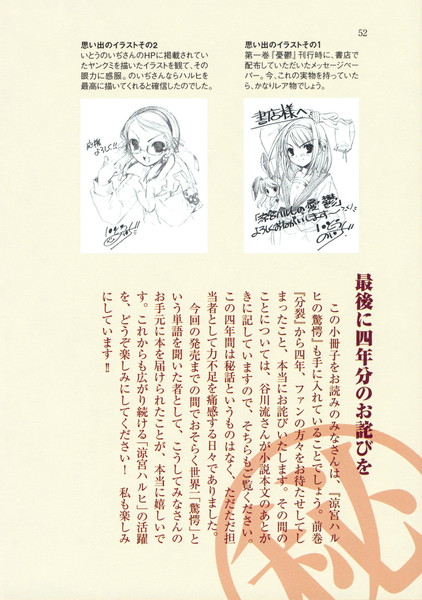 52
思い出のイラストその1
第一巻『憂鬱』刊行時に、書店で
配布していただいたメッセージペー
パー。今、これの実物を持っていた
ら、かなりレア物でしょう。
書店様へ
「涼宮ハルヒの憂鬱」
よろしくおねがいします
思い出のイラストその2
いとうのいぢさんのHPに掲載されてい
たヤンクミを描いたイラストを観て、その
眼力に感服。のいぢさんならハルヒを
最高に描いてくれると確信したのでした。
応援
よろしく!!
最後に四年分のお詫びを
この小冊子をお読みのみなさんは、『涼宮ハル
ヒの驚愕』も手に入れていることでしょう。前巻
『分裂』から四年、ファンの方々をお待たせしてし
まったこと、本当にお詫びいたします。その間の
ことについては、谷川流さんが小説本文のあとが
きに記していますので、そちらもご覧ください。
この四年間は秘話というものはなく、ただただ担
当者として力不足を痛感する日々でありました。
今回の発売までの間でおそらく世界一「驚愕」と
いう単語を聞いた者として、こうしてみなさんの
お手元に本を届けられたことが、本当に嬉しいで
す。これからも広がり続ける「涼宮ハルヒ」の活躍
を、どうぞ楽しみにしてください! 私も楽しみ
にしています!!
秘